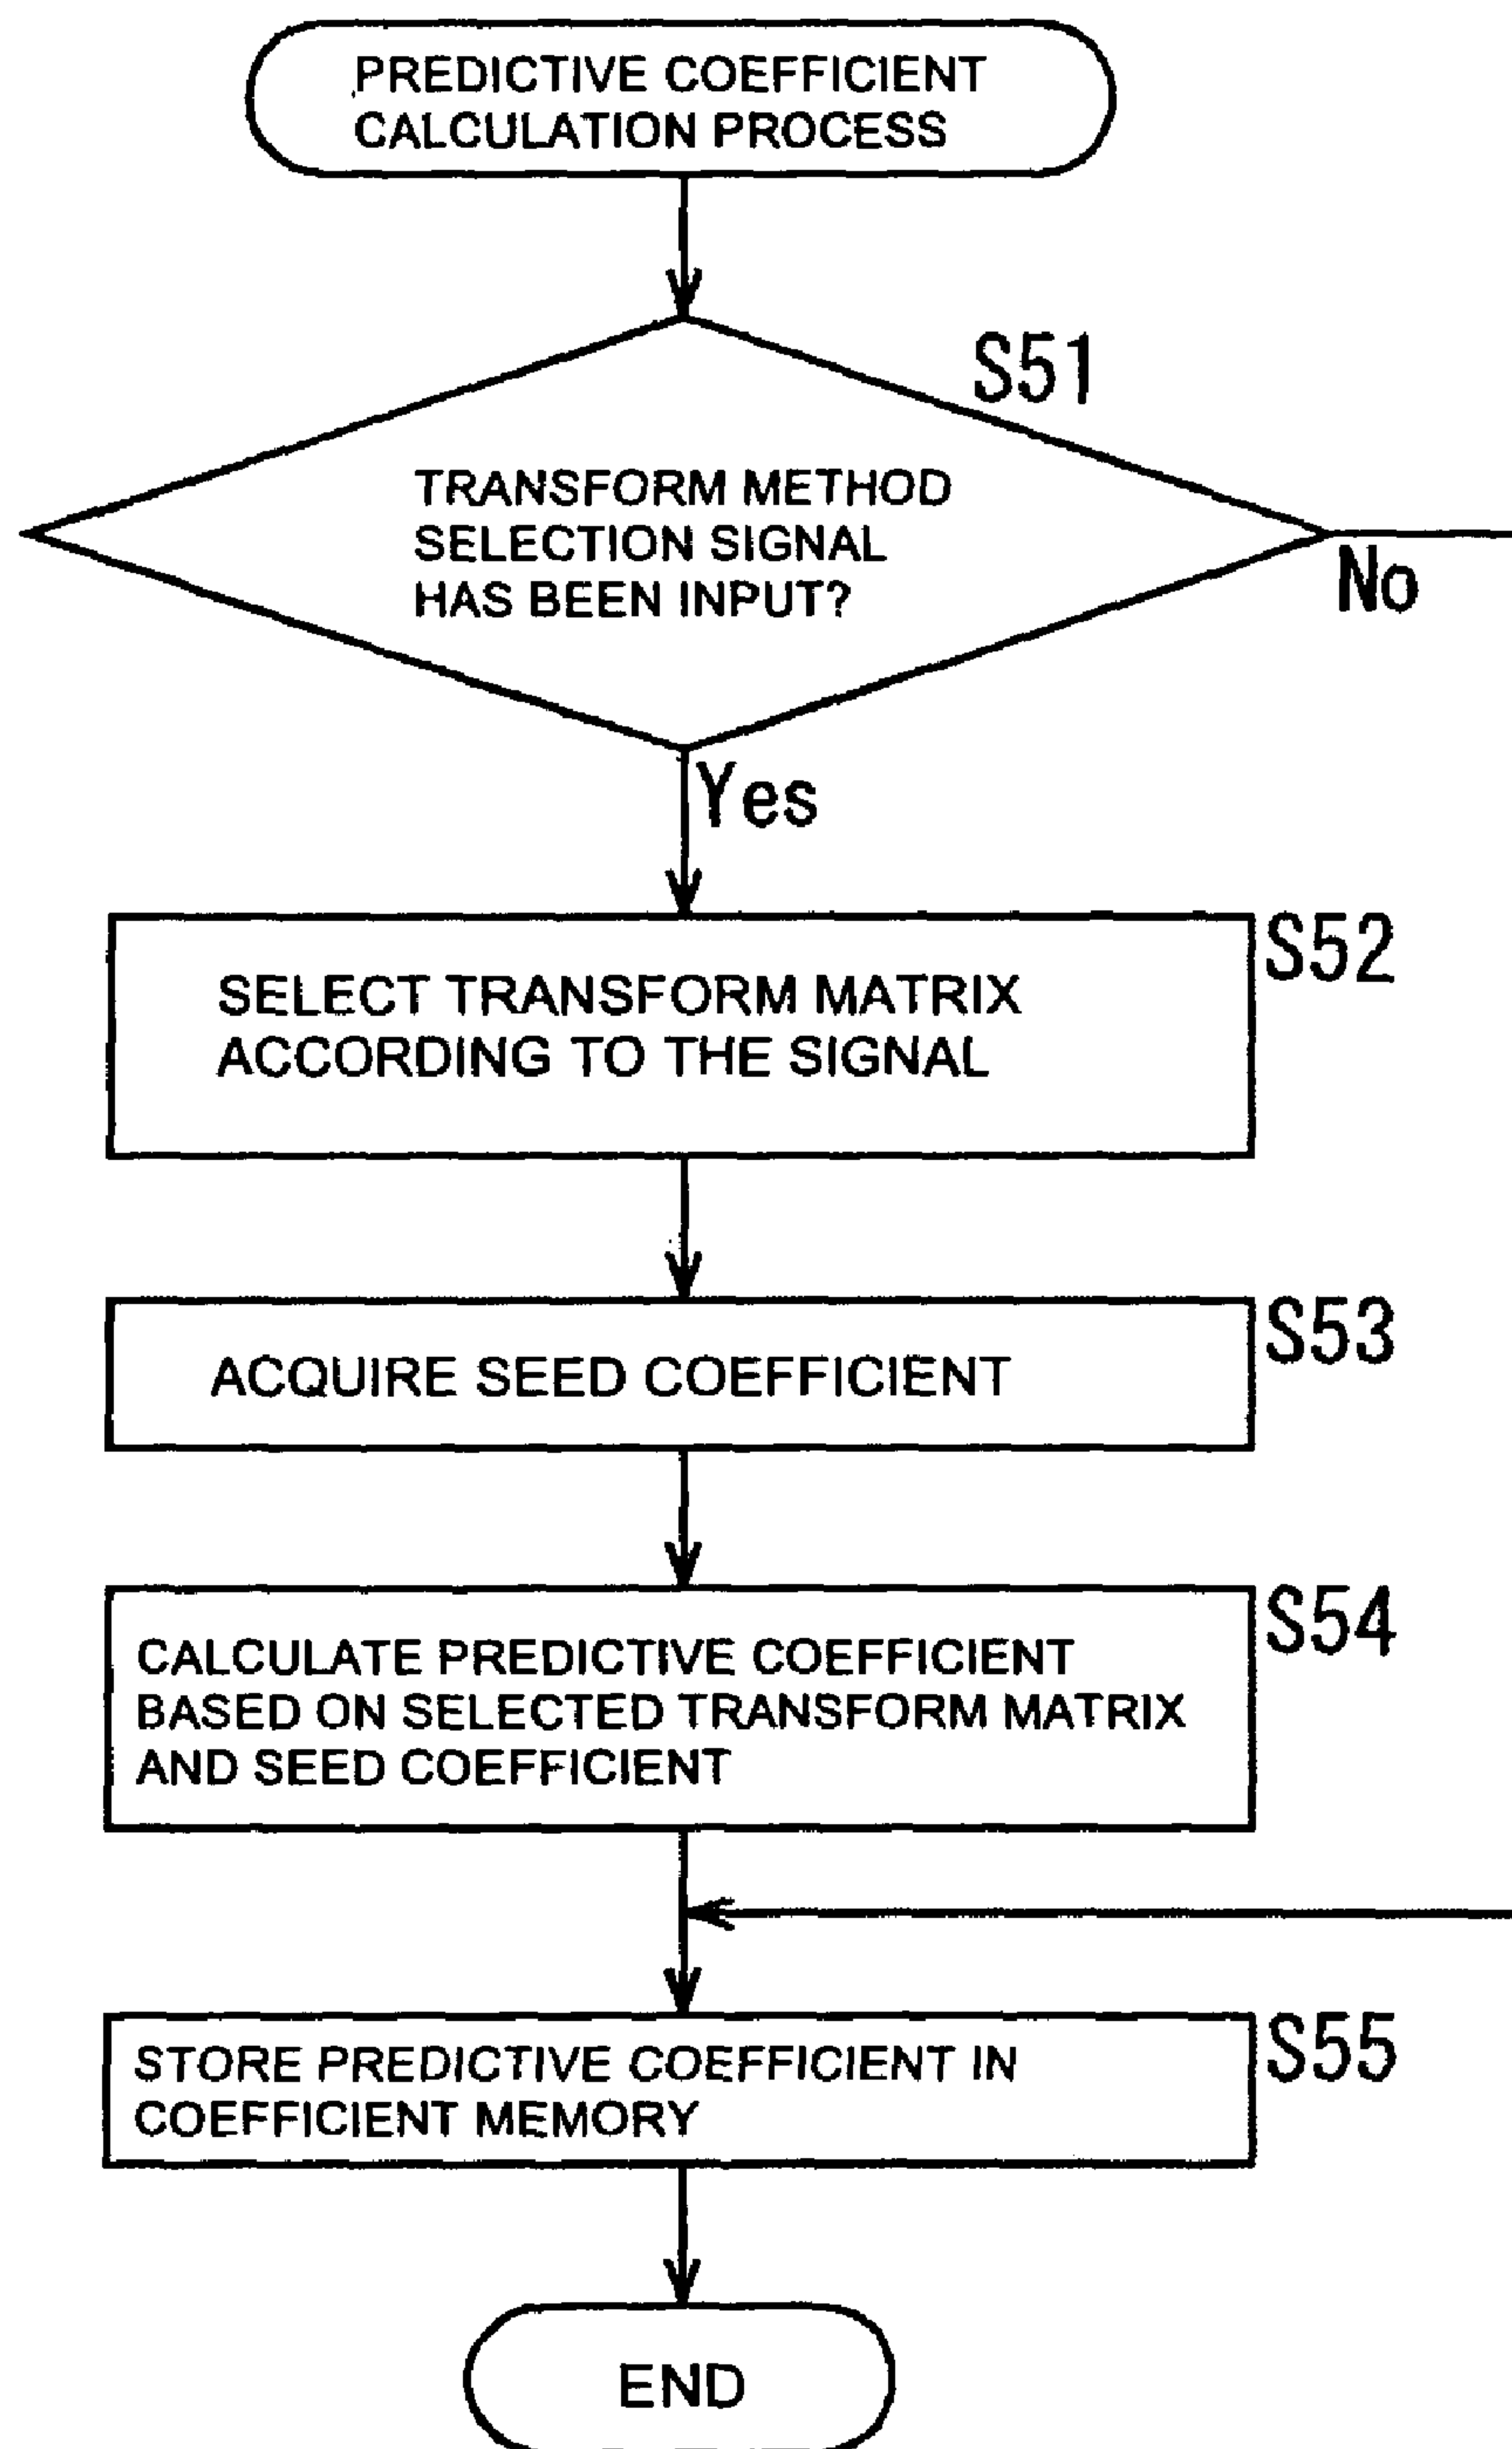 PREDICTIVE COEFFICIENT
CALCULATION PROCESS
S51
TRANSFORM METHOD
SELECTION SIGNAL
HAS BEEN INPUT?
No
Yes
S52
SELECT TRANSFORM MATRIX
ACCORDING TO THE SIGNAL
S53
ACQUIRE SEED COEFFICIENT
S54
CALCULATE PREDICTIVE COEFFICIENT
BASED ON SELECTED TRANSFORM MATRIX
AND SEED COEFFICIENT
S55
STORE PREDICTIVE COEFFICIENT IN
COEFFICIENT MEMORY
END